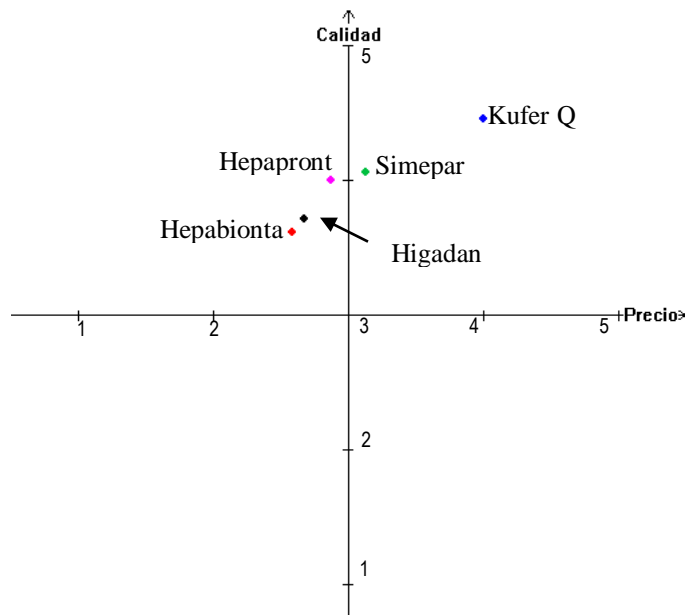 Calidad
5
Kufer Q
Hepapront
Simepar
Hepabionta
Higadan
1
2
3
4
5
Precio
2
1